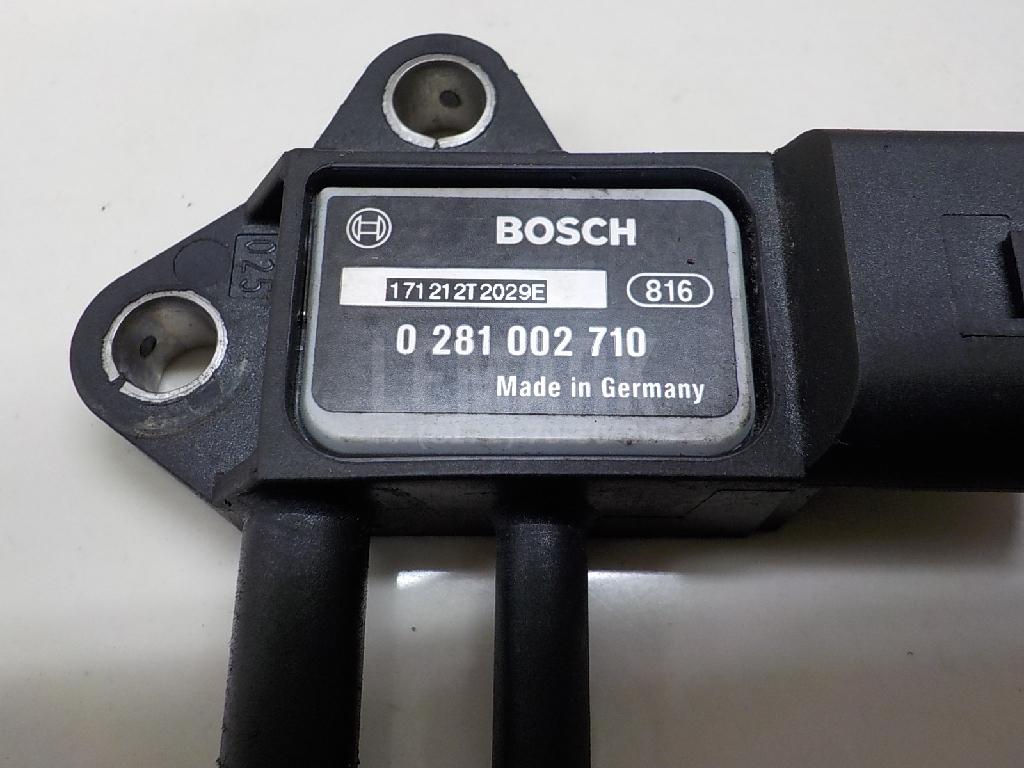 BOSCH
171212T2029E
816
0 281 002 710
Made in Germany
025